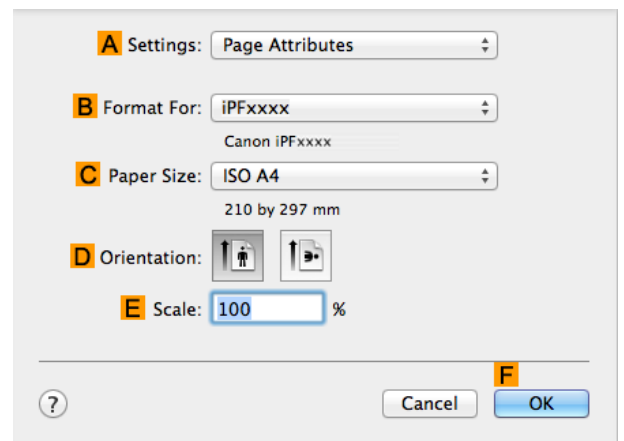 A Settings: Page Attributes
B Format For: iPFxxxx
Canon iPFxxxx
C Paper Size: ISO A4
210 by 297 mm
D Orientation:
E Scale: 100 %
F
? Cancel OK